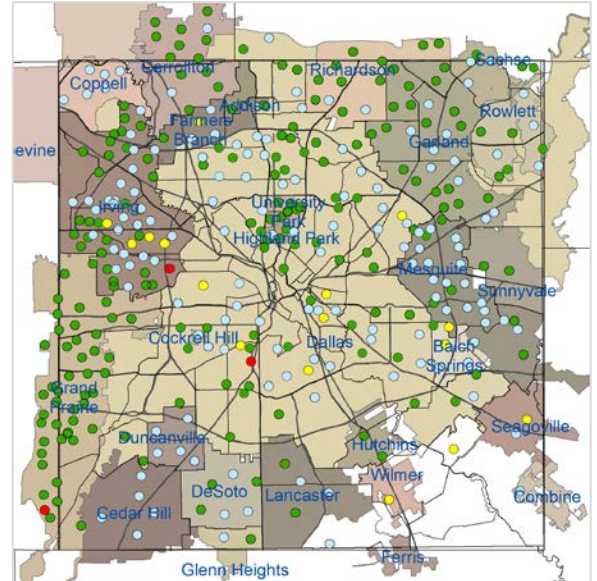 Carrollton
Richardson
Sachse
Coppell
Addison
Rowlett
Farmers
Branch
Garland
evine
Irving
University
Park
Highland Park
Mesquite
Sunnyvale
Cockrell Hill
Dallas
Balch
Springs
Grand
Prairie
Seagoville
Duncanville
Hutchins
Wilmer
DeSoto
Lancaster
Combine
Cedar Hill
Ferris
Glenn Heights